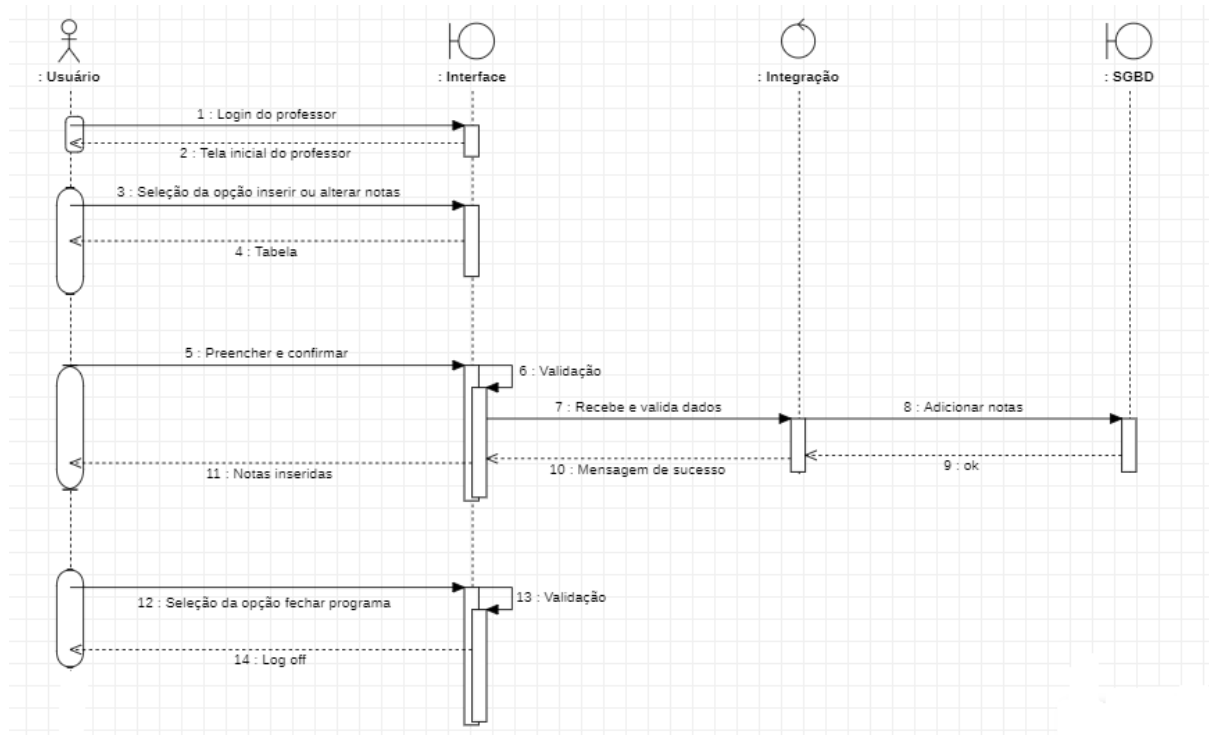 : Usuário
: Interface
: Integração
: SGBD
1 : Login do professor
2 : Tela inicial do professor
3 : Seleção da opção inserir ou alterar notas
4 : Tabela
5 : Preencher e confirmar
6 : Validação
7 : Recebe e valida dados
8 : Adicionar notas
9 : ok
10 : Mensagem de sucesso
11 : Notas inseridas
12 : Seleção da opção fechar programa
13 : Validação
14 : Log off